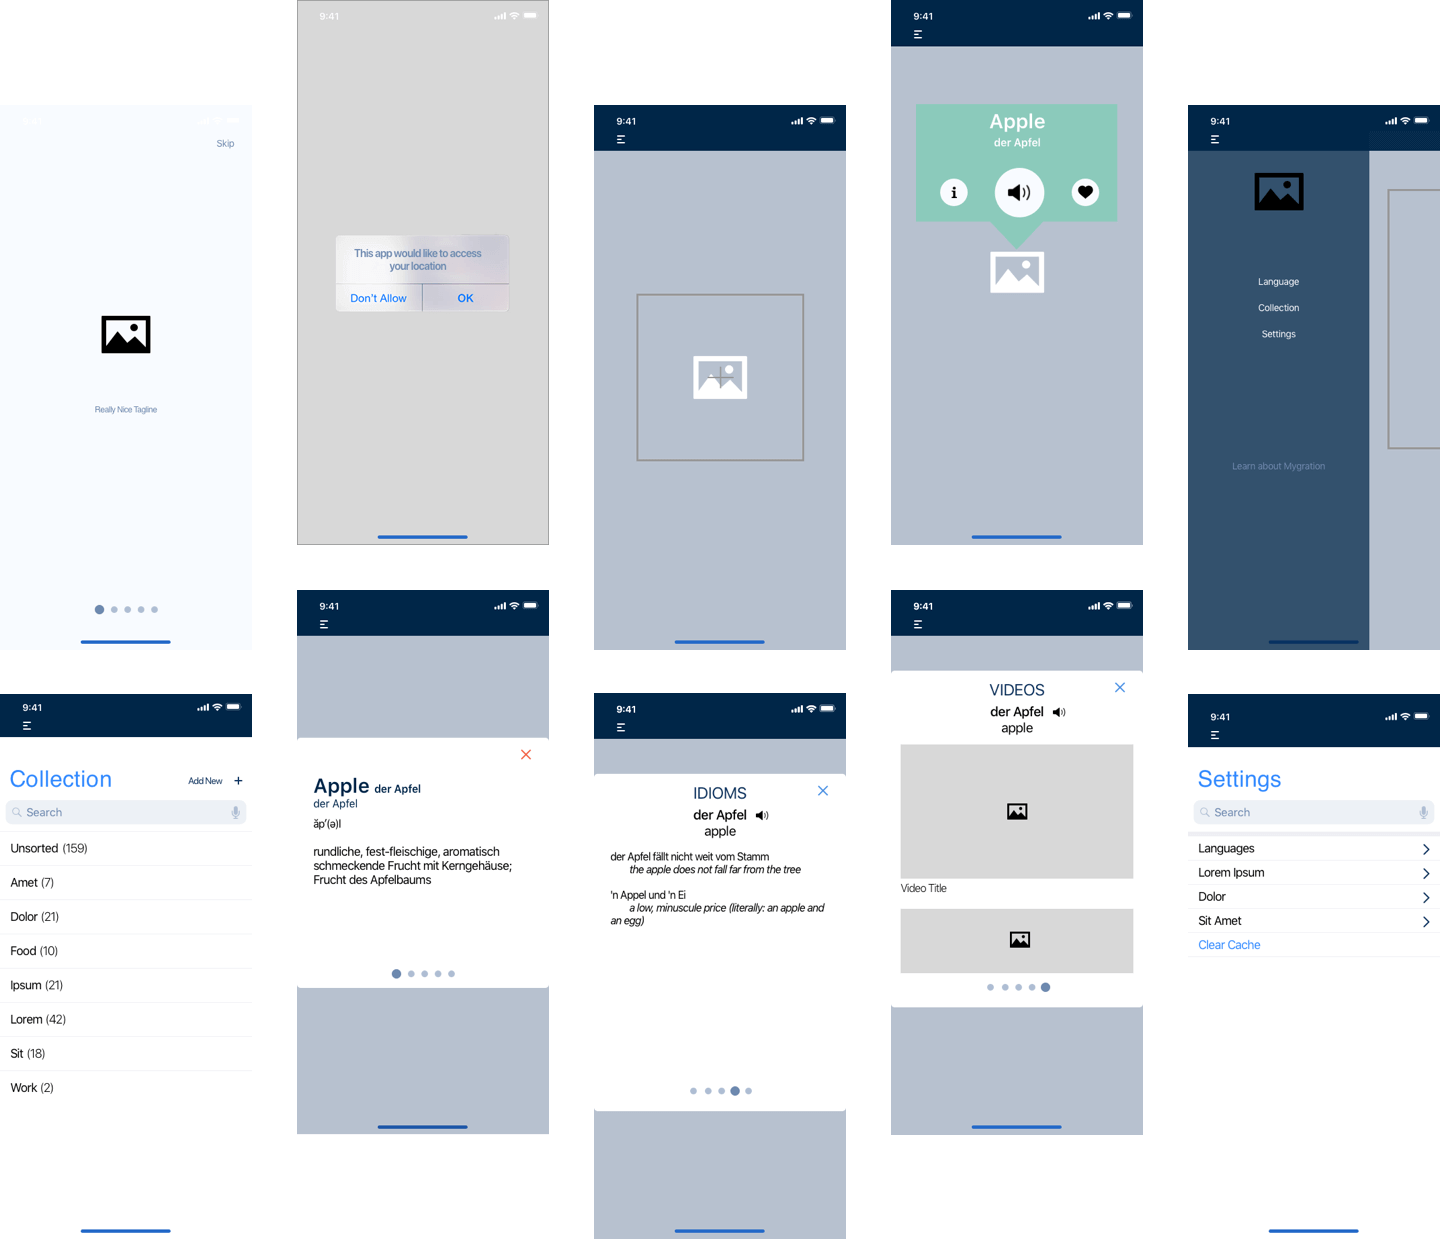 Skip
Really Nice Tagline
9:41
This app would like to access
your location
Don't Allow
OK
9:41
9:41
Apple
der Apfel
i
9:41
Language
Collection
Settings
Learn about Mygration
9:41
Collection
Add New +
Search
Unsorted (159)
Amet (7)
Dolor (21)
Food (10)
Ipsum (21)
Lorem (42)
Sit (18)
Work (2)
9:41
Apple der Apfel
der Apfel
ăp′(ə)l
rundliche, fest-fleischige, aromatisch
schmeckende Frucht mit Kerngehäuse;
Frucht des Apfelbaums
9:41
IDIOMS
der Apfel
apple
der Apfel fällt nicht weit vom Stamm
the apple does not fall far from the tree
'n Appel und 'n Ei
a low, minuscule price (literally: an apple and
an egg)
9:41
VIDEOS
der Apfel
apple
Video Title
9:41
Settings
Search
Languages
Lorem Ipsum
Dolor
Sit Amet
Clear Cache